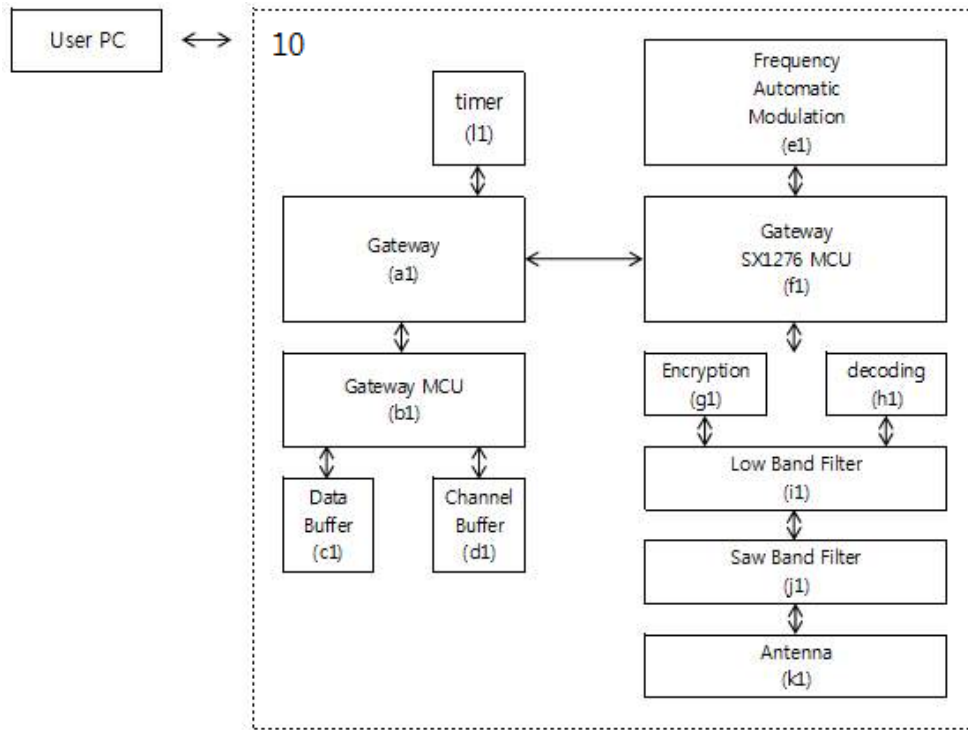 User PC
10
timer
(l1)
Frequency
Automatic
Modulation
(e1)
Gateway
(a1)
Gateway
SX1276 MCU
(f1)
Gateway MCU
(b1)
Encryption
(g1)
decoding
(h1)
Data
Buffer
(c1)
Channel
Buffer
(d1)
Low Band Filter
(i1)
Saw Band Filter
(j1)
Antenna
(k1)